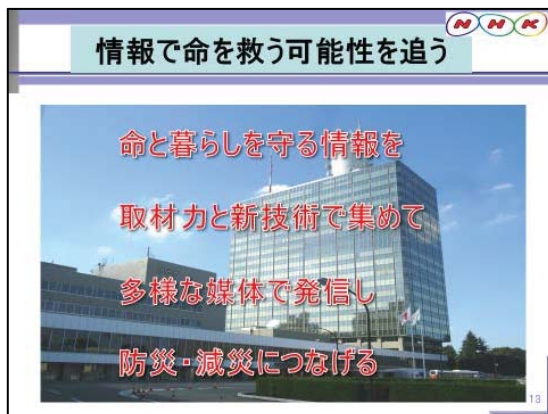 NHK
情報で命を救う可能性を追う
命と暮らしを守る情報を
取材力と新技術で集めて
多様な媒体で発信し
防災・減災につなげる
13